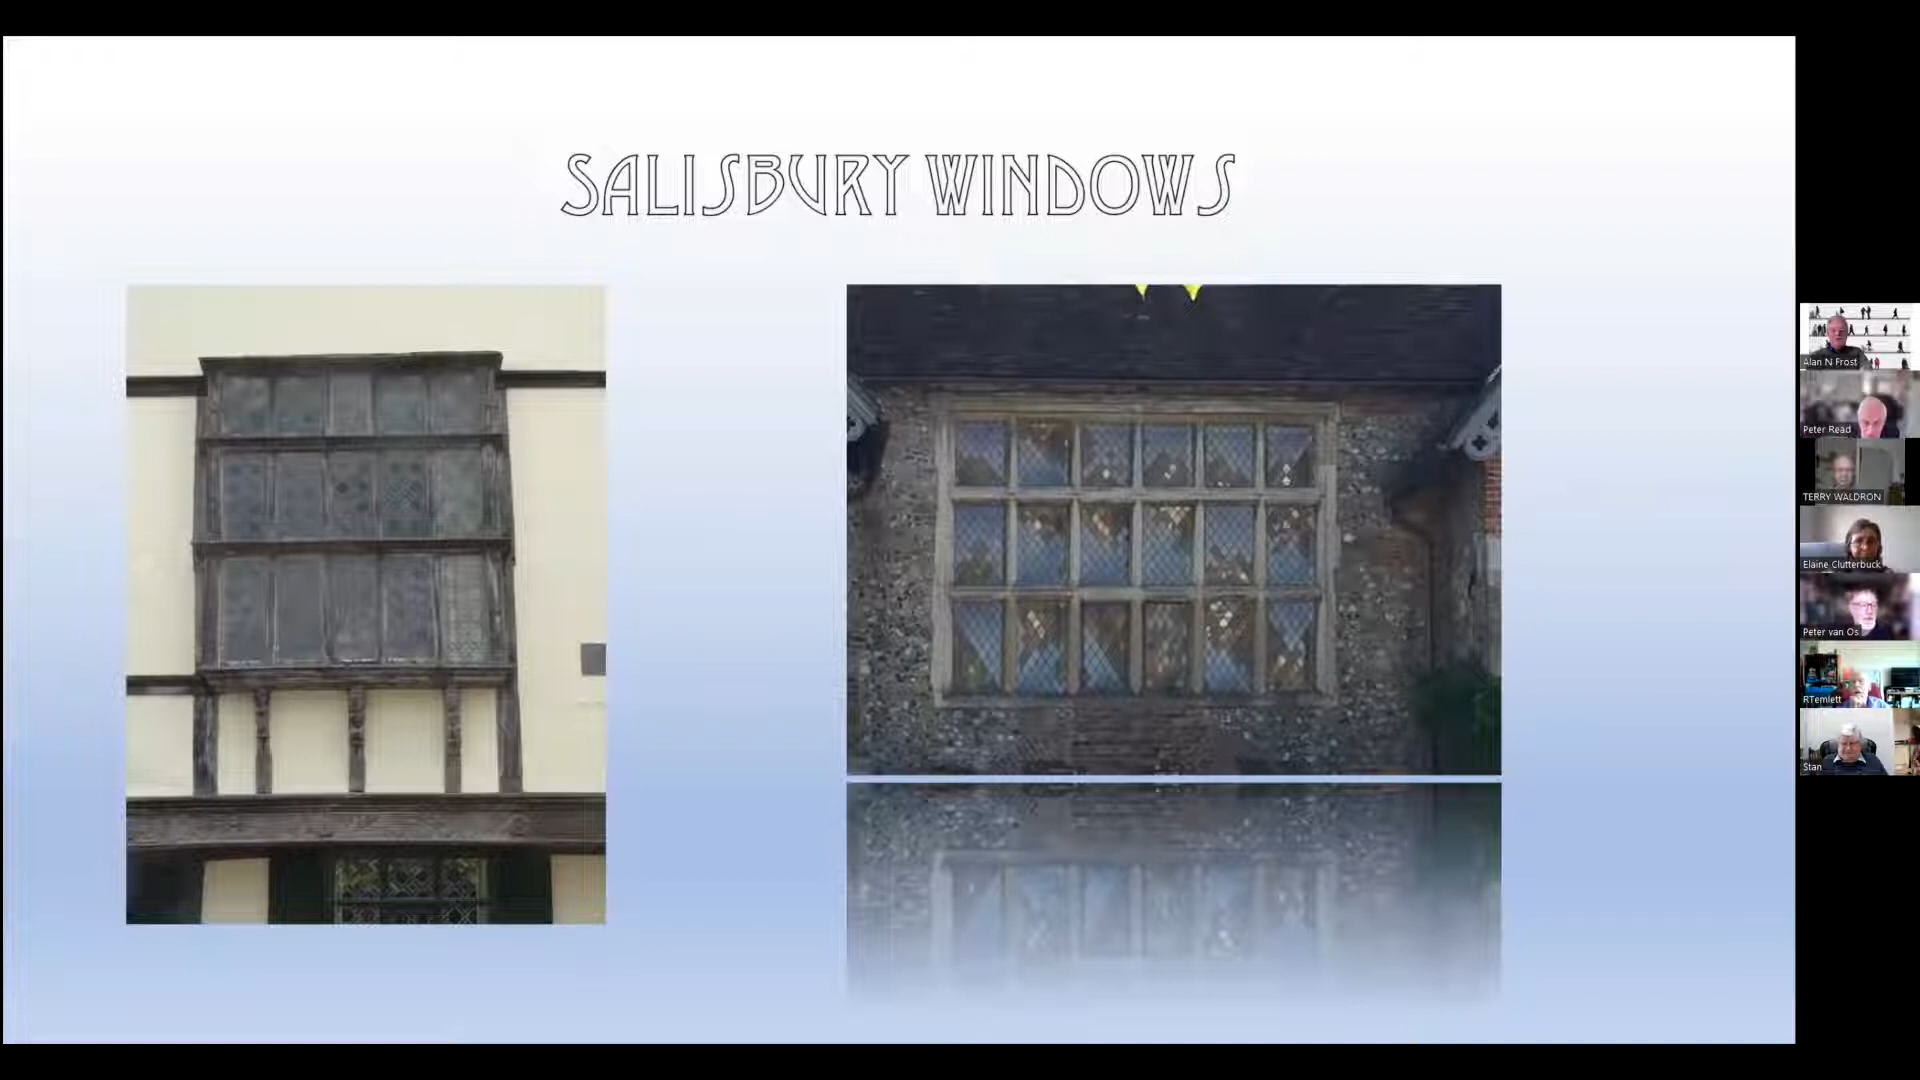 SALISBURY WINDOWS
Alan N Frost
Peter Read
TERRY WALDRON
Elaine Clutterbuck
Peter van Os
RTemlett
Stan